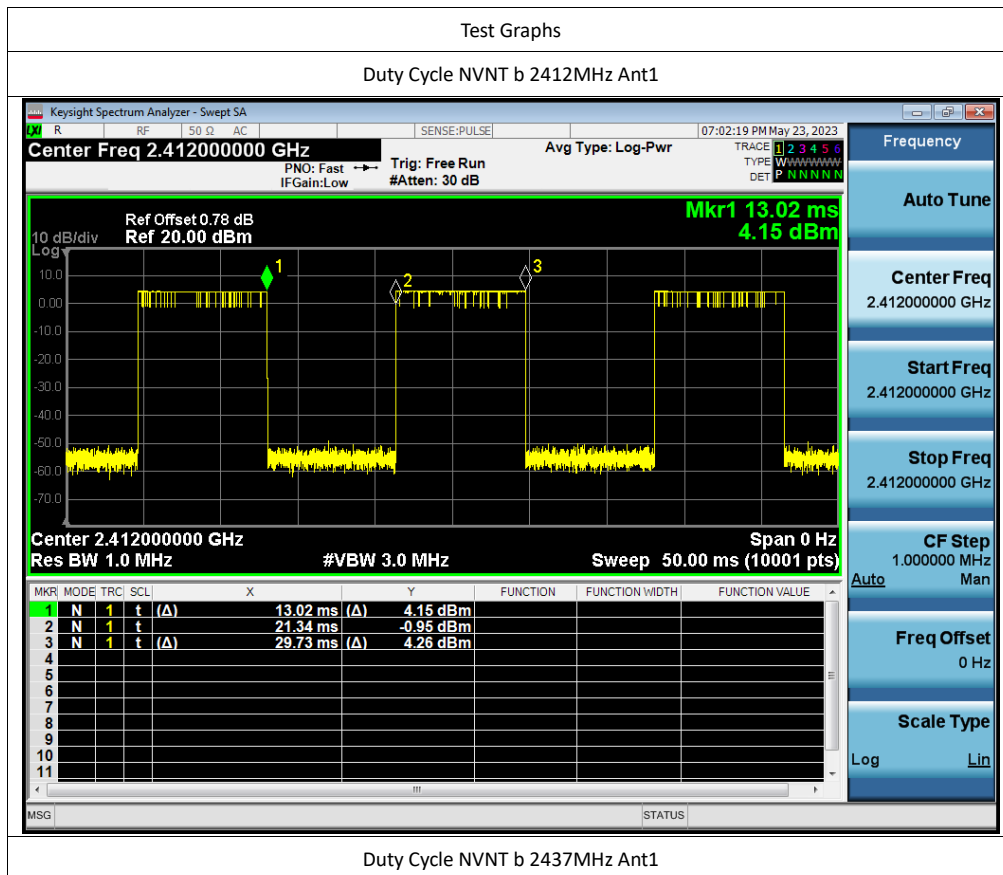 Test Graphs
Duty Cycle NVNT b 2412MHz Ant1
Keysight Spectrum Analyzer - Swept SA
LXI R RF 50 Ω AC SENSE:PULSE 07:02:19 PM May 23, 2023
Center Freq 2.412000000 GHz
PNO: Fast
IFGain:Low
Trig: Free Run
#Atten: 30 dB
Avg Type: Log-Pwr
TRACE 1 2 3 4 5 6
TYPE WWWWWW
DET P N N N N N
Mkr1 13.02 ms
4.15 dBm
Ref Offset 0.78 dB
10 dB/div Ref 20.00 dBm
Log
10.0
0.00
-10.0
-20.0
-30.0
-40.0
-50.0
-60.0
-70.0
1
2
3
Center 2.412000000 GHz Span 0 Hz
Res BW 1.0 MHz #VBW 3.0 MHz Sweep 50.00 ms (10001 pts)
MKR MODE TRC SCL X Y FUNCTION FUNCTION WIDTH FUNCTION VALUE
1 N 1 t (Δ) 13.02 ms (Δ) 4.15 dBm
2 N 1 t 21.34 ms -0.95 dBm
3 N 1 t (Δ) 29.73 ms (Δ) 4.26 dBm
4
5
6
7
8
9
10
11
MSG STATUS
Frequency
Auto Tune
Center Freq
2.412000000 GHz
Start Freq
2.412000000 GHz
Stop Freq
2.412000000 GHz
CF Step
1.000000 MHz
Auto Man
Freq Offset
0 Hz
Scale Type
Log Lin
Duty Cycle NVNT b 2437MHz Ant1